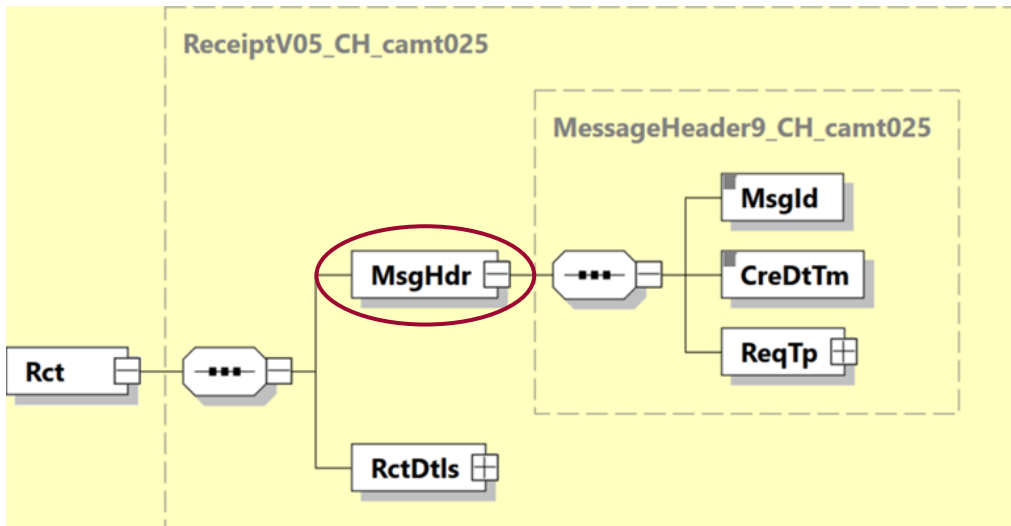 ReceiptV05_CH_camt025
MessageHeader9_CH_camt025
MsgId
MsgHdr
CreDtTm
ReqTp
Rct
RctDtls